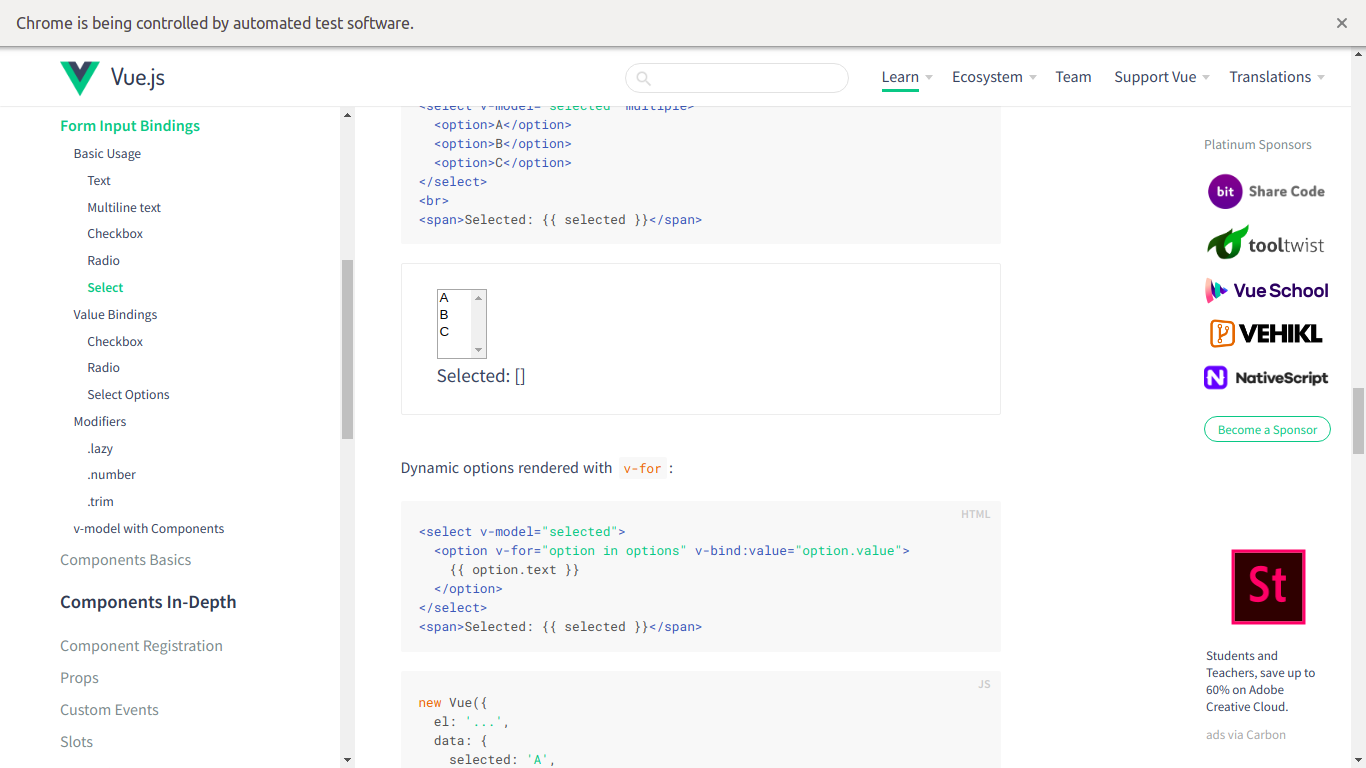 Chrome is being controlled by automated test software.
Vue.js
Learn
Ecosystem
Team
Support Vue
Translations
Form Input Bindings
Basic Usage
Text
Multiline text
Checkbox
Radio
Select
Value Bindings
Checkbox
Radio
Select Options
Modifiers
.lazy
.number
.trim
v-model with Components
Components Basics
Components In-Depth
Component Registration
Props
Custom Events
Slots
<select v-model="selected" multiple>
<option>A</option>
<option>B</option>
<option>C</option>
</select>
<br>
<span>Selected: {{ selected }}</span>
A
B
C
Selected: []
Dynamic options rendered with v-for :
HTML
<select v-model="selected">
<option v-for="option in options" v-bind:value="option.value">
{{ option.text }}
</option>
</select>
<span>Selected: {{ selected }}</span>
JS
new Vue({
el: '...',
data: {
selected: 'A',
Platinum Sponsors
bit Share Code
tooltwist
Vue School
VEHIKL
NativeScript
Become a Sponsor
St
Students and
Teachers, save up to
60% on Adobe
Creative Cloud.
ads via Carbon